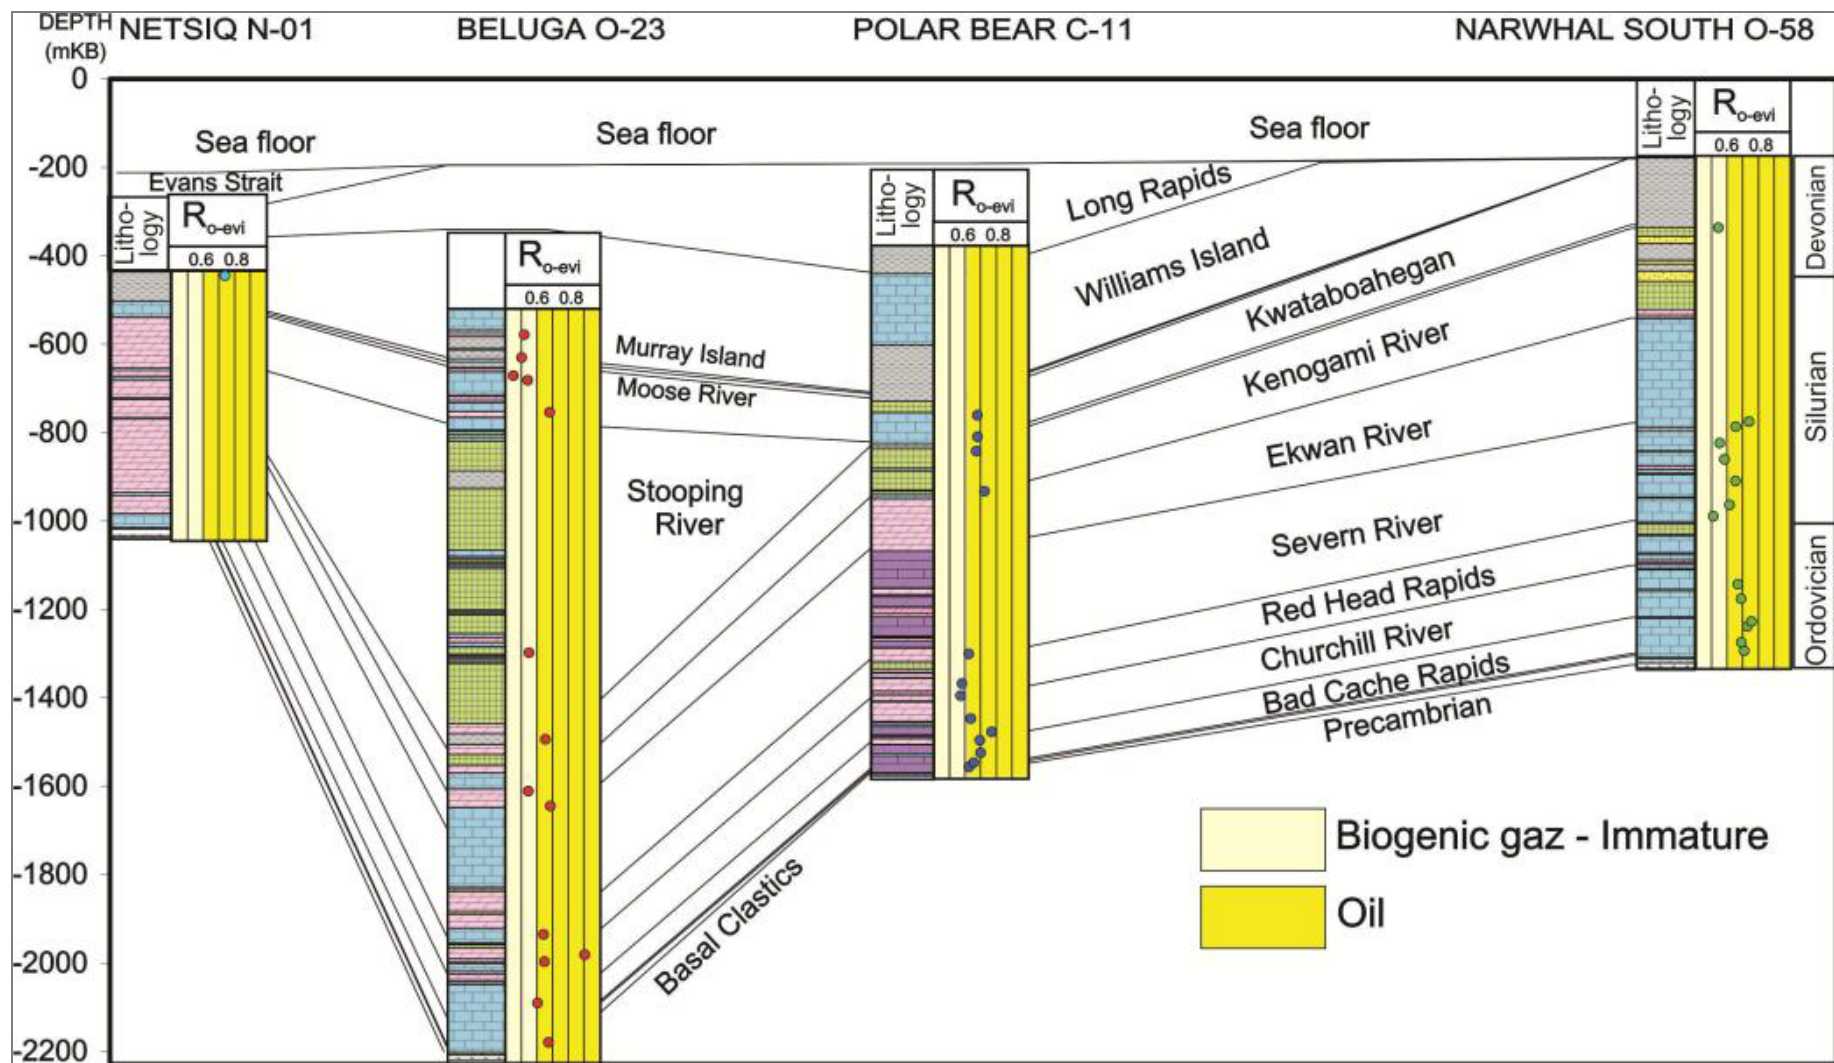 DEPTH
(mKB)
NETSIQ N-01
BELUGA O-23
POLAR BEAR C-11
NARWHAL SOUTH O-58
0
-200
-400
-600
-800
-1000
-1200
-1400
-1600
-1800
-2000
-2200
Sea floor
Sea floor
Sea floor
Evans Strait
Litho-
logy
Ro-evi
0.6 0.8
Ro-evi
0.6 0.8
Litho-
logy
Ro-evi
0.6 0.8
Litho-
logy
Ro-evi
0.6 0.8
Murray Island
Moose River
Stooping
River
Basal Clastics
Long Rapids
Williams Island
Kwataboahegan
Kenogami River
Ekwan River
Severn River
Red Head Rapids
Churchill River
Bad Cache Rapids
Precambrian
Devonian
Silurian
Ordovician
Biogenic gaz - Immature
Oil